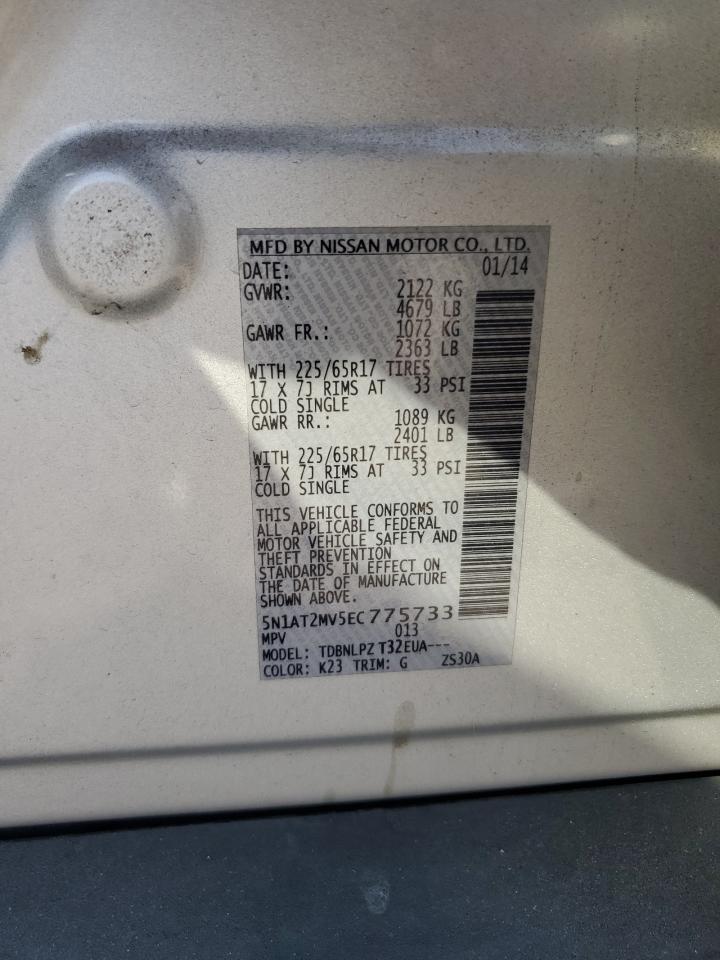 MFD BY NISSAN MOTOR CO., LTD.
DATE: 01/14
GVWR: 2122 KG
4679 LB
GAWR FR.: 1072 KG
2363 LB
WITH 225/65R17 TIRES
17 X 7J RIMS AT 33 PSI
COLD SINGLE
GAWR RR.: 1089 KG
2401 LB
WITH 225/65R17 TIRES
17 X 7J RIMS AT 33 PSI
COLD SINGLE
THIS VEHICLE CONFORMS TO
ALL APPLICABLE FEDERAL
MOTOR VEHICLE SAFETY AND
THEFT PREVENTION
STANDARDS IN EFFECT ON
THE DATE OF MANUFACTURE
SHOWN ABOVE.
5N1AT2MV5EC775733
MPV 013
MODEL: TDBNLPZ T32EUA---
COLOR: K23 TRIM: G ZS30A